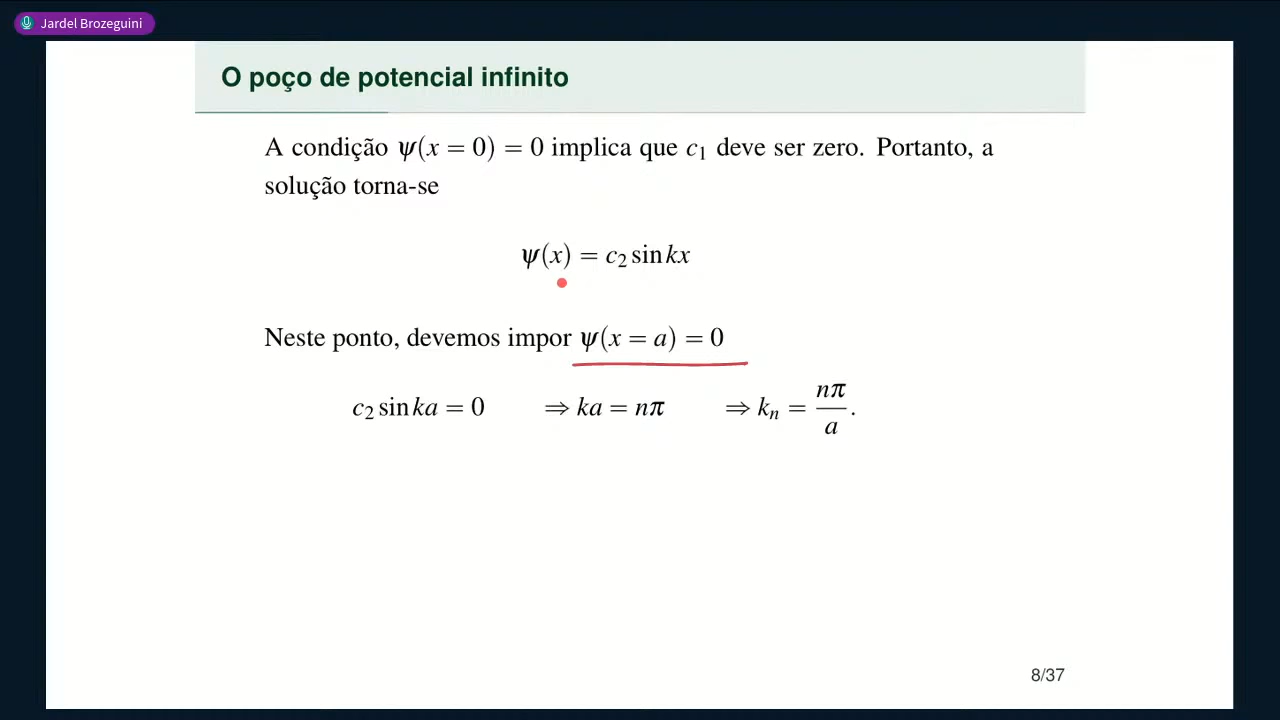 Jardel Brozeguini
O poço de potencial infinito
A condição ψ(x = 0) = 0 implica que c₁ deve ser zero. Portanto, a
solução torna-se
ψ(x) = c₂ sin kx
Neste ponto, devemos impor ψ(x = a) = 0
c₂ sin ka = 0 ⇒ ka = nπ ⇒ kₙ = nπ/a.
8/37